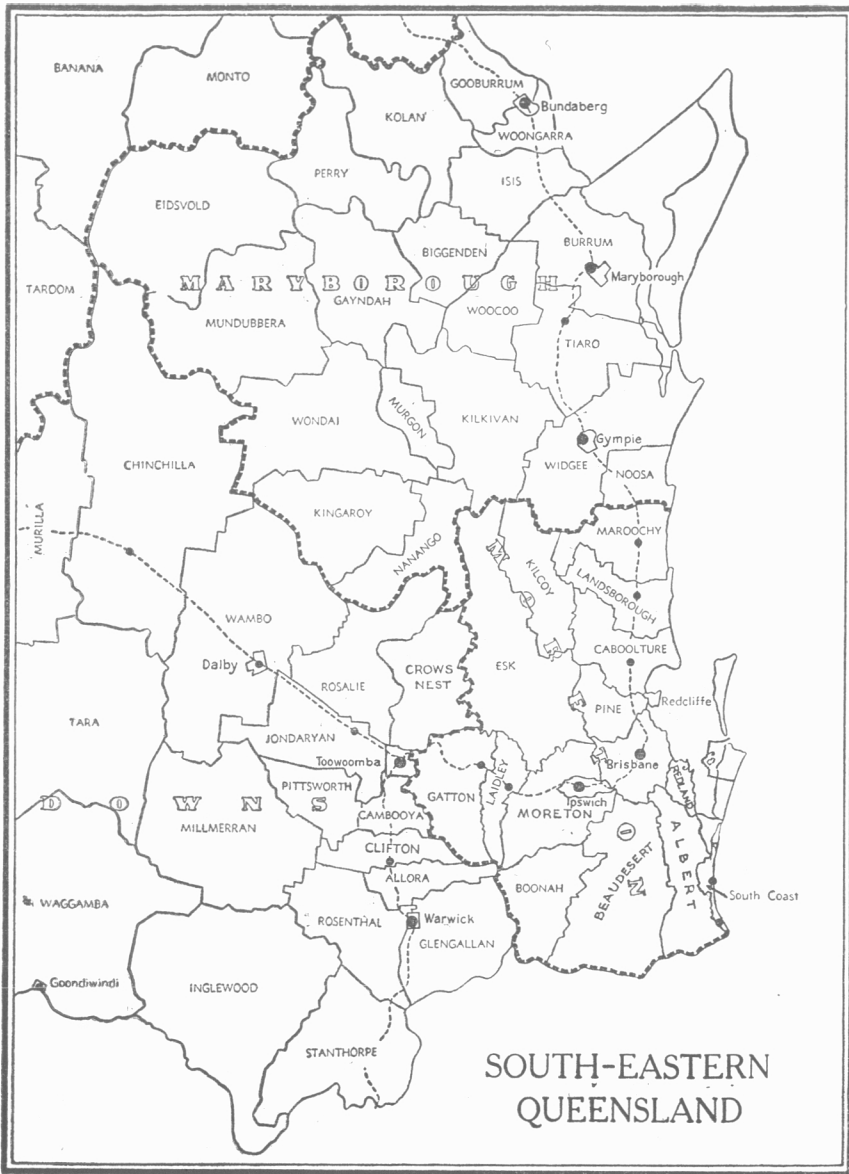 BANANA
MONTO
GOOBURRUM
Bundaberg
KOLAN
WOONGARRA
PERRY
ISIS
EIDSVOLD
BURRUM
BIGGENDEN
Maryborough
MARYBOROUGH
TAROOM
GAYNDAH
WOOCOO
MUNDUBBERA
TIARO
WONDAI
MURGON
KILKIVAN
Gympie
CHINCHILLA
WIDGEE
NOOSA
KINGAROY
MURILLA
NANANGO
MAROOCHY
M
KILCOY
LANDSBOROUGH
O
WAMBO
R
CABOOLTURE
Dalby
CROWS
NEST
ESK
ROSALIE
E
PINE
Redcliffe
TARA
JONDARYAN
Toowoomba
Brisbane
REDLAND
PITTSWORTH
LAIDLEY
GATTON
Ipswich
DOWNS
MORETON
MILLMERRAN
CAMBOOYA
T
O
CLIFTON
ALBERT
ALLORA
BEAUDESERT
BOONAH
N
South Coast
WAGGAMBA
ROSENTHAL
Warwick
GLENGALLAN
Goondiwindi
INGLEWOOD
STANTHORPE
SOUTH-EASTERN
QUEENSLAND